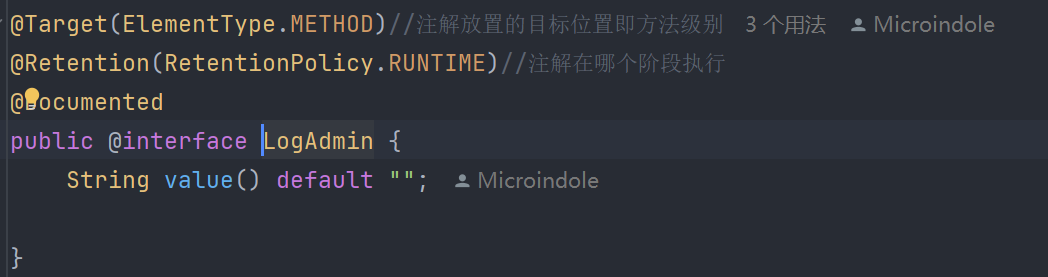 @Target(ElementType.METHOD)//注解放置的目标位置即方法级别 3 个用法 Microindole
@Retention(RetentionPolicy.RUNTIME)//注解在哪个阶段执行
@Documented
public @interface LogAdmin {
String value() default ""; Microindole
}